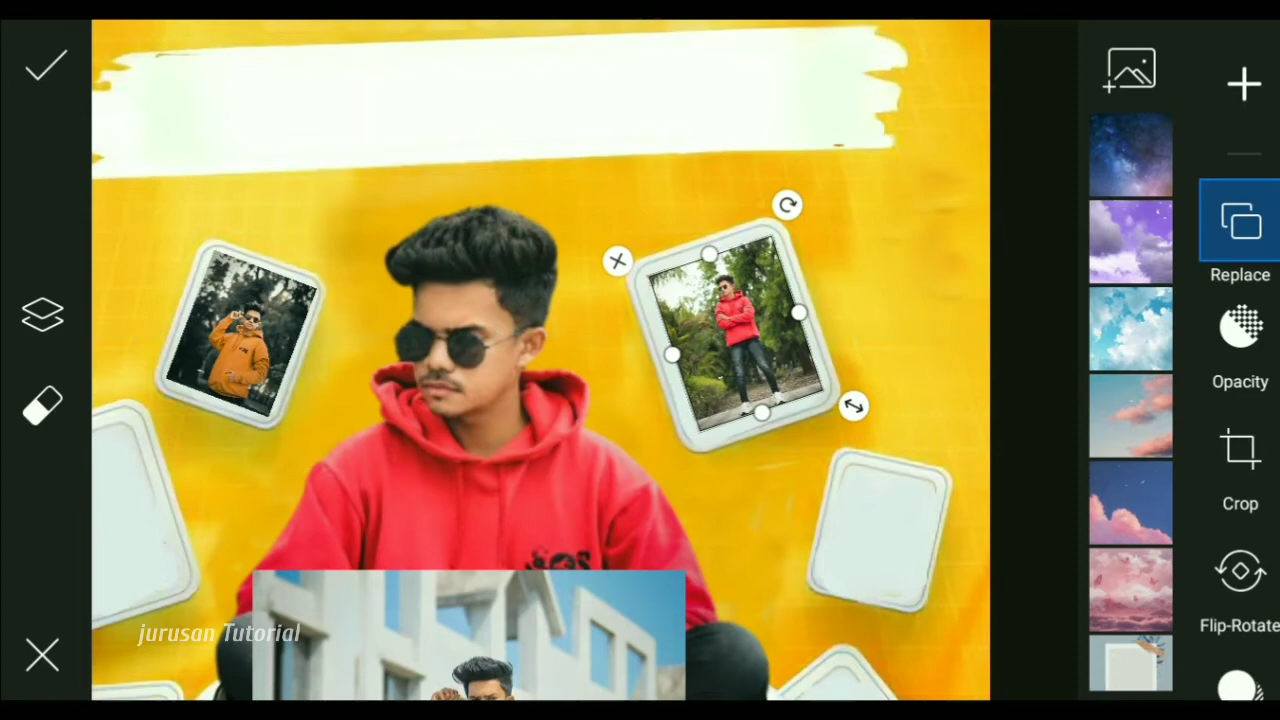 Replace
Opacity
Crop
Flip-Rotate
jurusan Tutorial